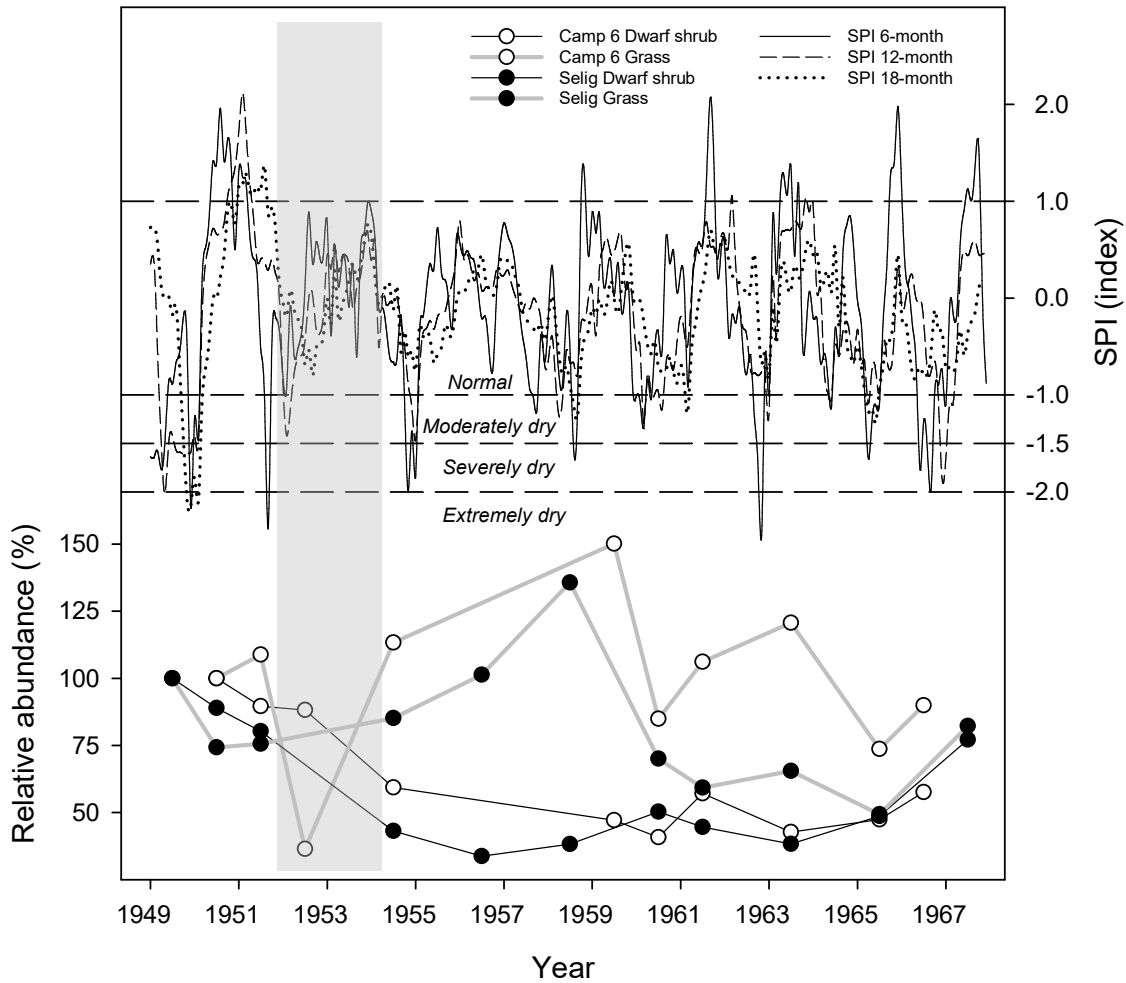 Camp 6 Dwarf shrub
Camp 6 Grass
Selig Dwarf shrub
Selig Grass
SPI 6-month
SPI 12-month
SPI 18-month
2.0
1.0
0.0
-1.0
-1.5
-2.0
SPI (index)
Normal
Moderately dry
Severely dry
Extremely dry
150
125
100
75
50
Relative abundance (%)
1949 1951 1953 1955 1957 1959 1961 1963 1965 1967
Year